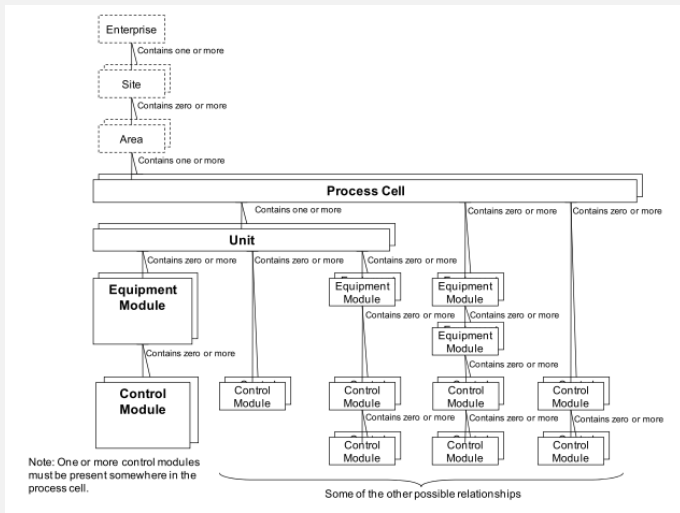 Enterprise
Contains one or more
Site
Contains zero or more
Area
Contains one or more
Process Cell
Contains one or more
Contains zero or more
Contains zero or more
Unit
Contains zero or more
Contains zero or more
Contains zero or more
Equipment
Module
Equipment
Module
Equipment
Module
Contains zero or more
Contains zero or more
Equipment
Module
Contains zero or more
Contains zero or more
Control
Module
Control
Module
Control
Module
Control
Module
Control
Module
Contains zero or more
Contains zero or more
Contains zero or more
Control
Module
Control
Module
Control
Module
Note: One or more control modules
must be present somewhere in the
process cell.
Some of the other possible relationships